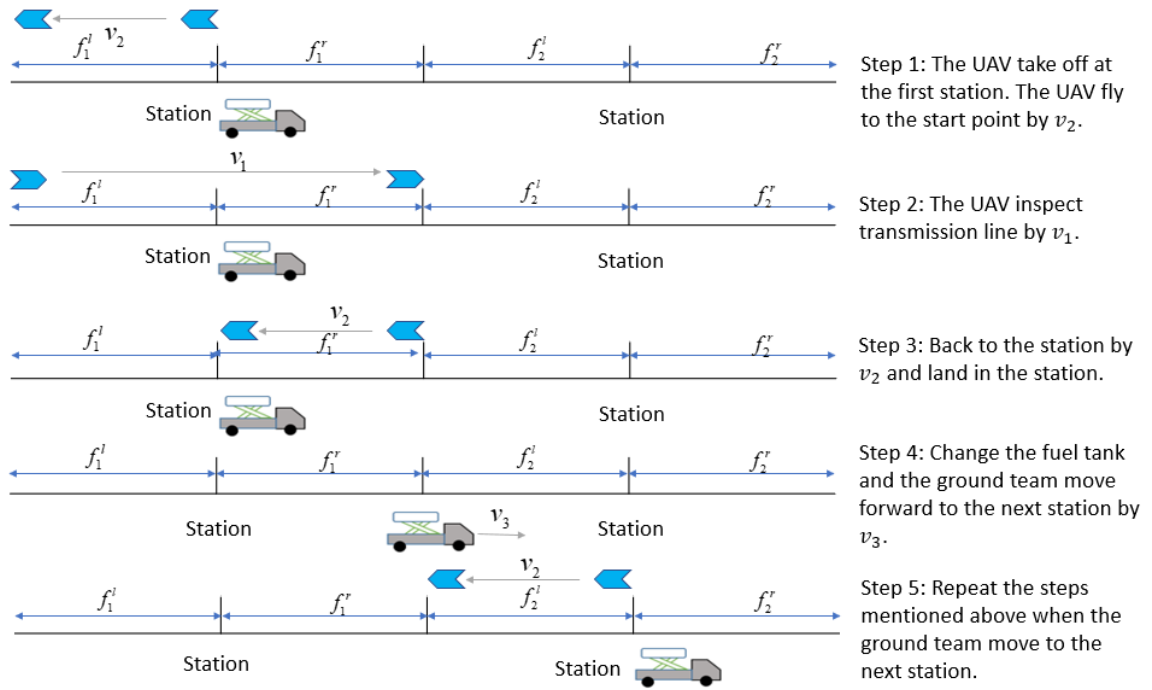 v₂
f₁ˡ f₁ʳ f₂ˡ f₂ʳ
Station Station
Step 1: The UAV take off at
the first station. The UAV fly
to the start point by v₂.
v₁
f₁ˡ f₁ʳ f₂ˡ f₂ʳ
Station Station
Step 2: The UAV inspect
transmission line by v₁.
v₂
f₁ˡ f₁ʳ f₂ˡ f₂ʳ
Station Station
Step 3: Back to the station by
v₂ and land in the station.
f₁ˡ f₁ʳ f₂ˡ f₂ʳ
Station v₃ Station
Step 4: Change the fuel tank
and the ground team move
forward to the next station by
v₃.
v₂
f₁ˡ f₁ʳ f₂ˡ f₂ʳ
Station Station
Step 5: Repeat the steps
mentioned above when the
ground team move to the
next station.